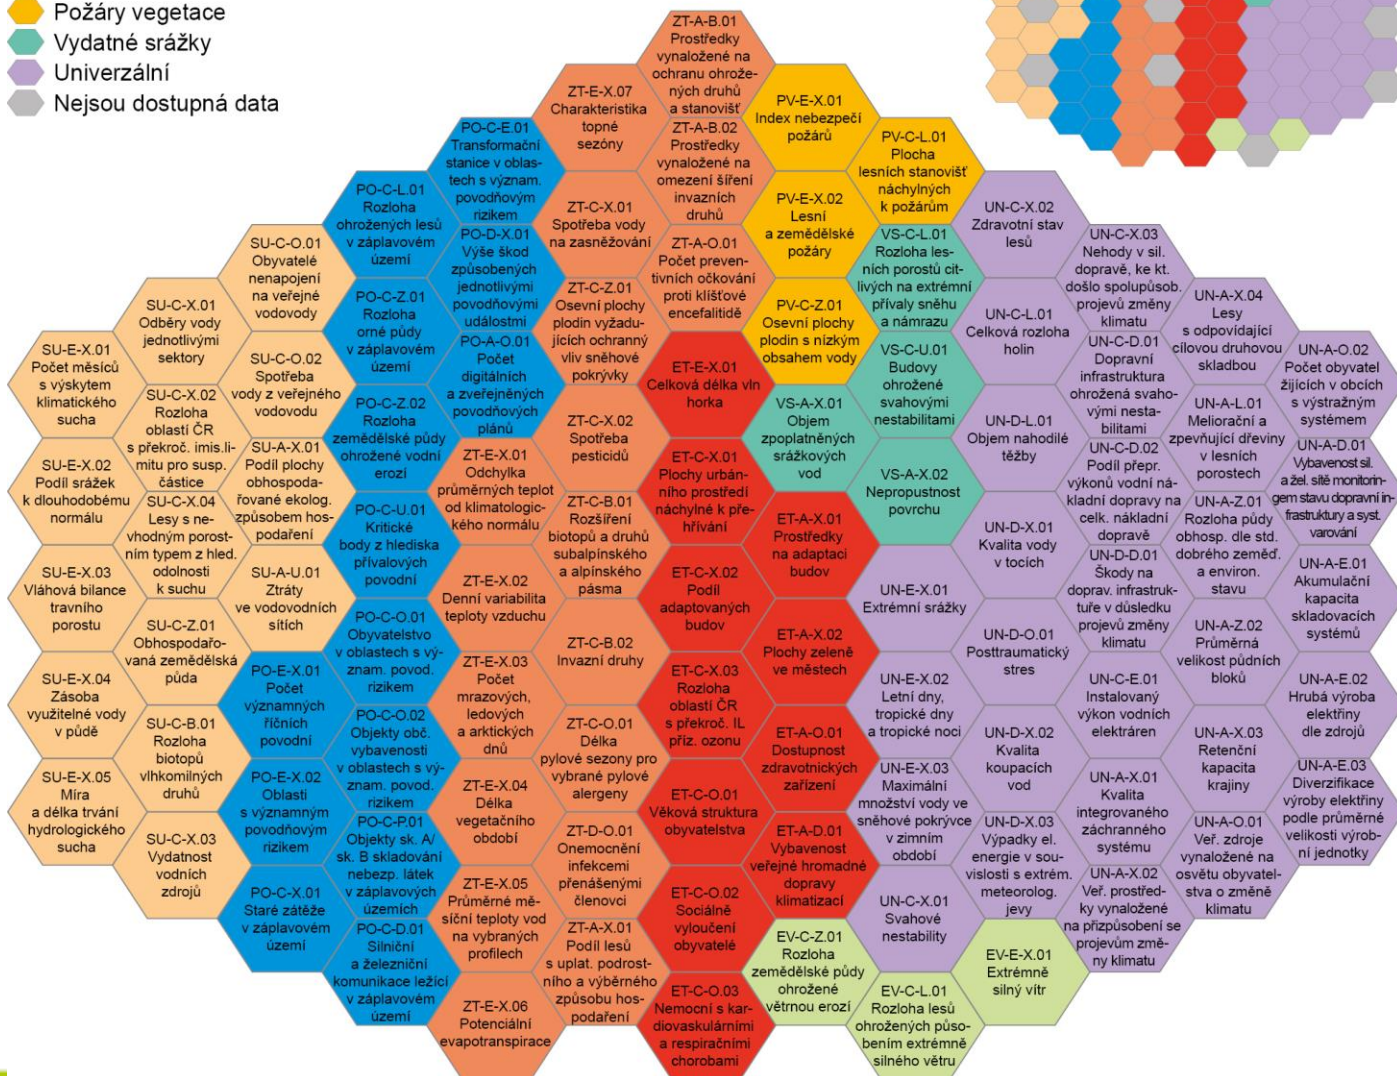 Požáry vegetace
Vydatné srážky
Univerzální
Nejsou dostupná data
SU-E-X.01
Počet měsíců
s výskytem
klimatického
sucha
SU-E-X.02
Podíl srážek
k dlouhodobému
normálu
SU-E-X.03
Vláhová bilance
travního
porostu
SU-E-X.04
Zásoba
využitelné vody
v půdě
SU-E-X.05
Míra
a délka trvání
hydrologického
sucha
SU-C-X.01
Odběry vody
jednotlivými
sektory
SU-C-X.02
Rozloha
oblastí ČR
s překroč. imis.li-
mitu pro susp.
částice
SU-C-X.04
Lesy s ne-
vhodným porost-
ním typem z hled.
odolnosti
k suchu
SU-C-Z.01
Obhospodařo-
vaná zemědělská
půda
SU-C-B.01
Rozloha
biotopů
vlhkomilných
druhů
SU-C-X.03
Vydatnost
vodních
zdrojů
SU-C-O.01
Obyvatelé
nenapojení
na veřejné
vodovody
SU-C-O.02
Spotřeba
vody z veřejného
vodovodu
SU-A-X.01
Podíl plochy
obhospoda-
řované ekolog.
způsobem hos-
podaření
SU-A-U.01
Ztráty
ve vodovodních
sítích
PO-E-X.01
Počet
významných
říčních
povodní
PO-E-X.02
Oblasti
s významným
povodňovým
rizikem
PO-C-X.01
Staré zátěže
v záplavovém
území
PO-C-L.01
Rozloha
ohrožených lesů
v záplavovém
území
PO-C-Z.01
Rozloha
orné půdy
v záplavovém
území
PO-C-Z.02
Rozloha
zemědělské půdy
ohrožené vodní
erozí
PO-C-U.01
Kritické
body z hlediska
přívalových
povodní
PO-C-O.01
Obyvatelstvo
v oblastech s vý-
znam. povod.
rizikem
PO-C-O.02
Objekty obč.
vybavenosti
v oblastech s vý-
znam. povod.
rizikem
PO-C-P.01
Objekty sk. A/
sk. B skladování
nebezp. látek
v záplavových
územích
PO-C-D.01
Silniční
a železniční
komunikace ležící
v záplavovém
území
PO-C-E.01
Transformační
stanice v oblas-
tech s význam.
povodňovým
rizikem
PO-D-X.01
Výše škod
způsobených
jednotlivými
povodňovými
událostmi
PO-A-O.01
Počet
digitálních
a zveřejněných
povodňových
plánů
ZT-E-X.01
Odchylka
průměrných teplot
od klimatologic-
kého normálu
ZT-E-X.02
Denní variabilita
teploty vzduchu
ZT-E-X.03
Počet
mrazových,
ledových
a arktických
dnů
ZT-E-X.04
Délka
vegetačního
období
ZT-E-X.05
Průměrné mě-
síční teploty vod
na vybraných
profilech
ZT-E-X.06
Potenciální
evapotranspirace
ZT-E-X.07
Charakteristika
topné
sezóny
ZT-C-X.01
Spotřeba vody
na zasněžování
ZT-C-Z.01
Osevní plochy
plodin vyžadu-
jících ochranný
vliv sněhové
pokrývky
ZT-C-X.02
Spotřeba
pesticidů
ZT-C-B.01
Rozšíření
biotopů a druhů
subalpínského
a alpínského
pásma
ZT-C-B.02
Invazní druhy
ZT-C-O.01
Délka
pylové sezony pro
vybrané pylové
alergeny
ZT-D-O.01
Onemocnění
infekcemi
přenášenými
členovci
ZT-A-X.01
Podíl lesů
s uplat. podrost-
ního a výběrného
způsobu hos-
podaření
ZT-A-B.01
Prostředky
vynaložené na
ochranu ohrože-
ných druhů
a stanovišť
ZT-A-B.02
Prostředky
vynaložené na
omezení šíření
invazních
druhů
ZT-A-O.01
Počet preven-
tivních očkování
proti klíšťové
encefalitidě
ET-E-X.01
Celková délka vln
horka
ET-C-X.01
Plochy urbán-
ního prostředí
náchylné k pře-
hřívání
ET-C-X.02
Podíl
adaptovaných
budov
ET-C-X.03
Rozloha
oblastí ČR
s překroč. IL
příz. ozonu
ET-C-O.01
Věková struktura
obyvatelstva
ET-C-O.02
Sociálně
vyloučení
obyvatelé
ET-C-O.03
Nemocní s kar-
diovaskulárními
a respiračními
chorobami
PV-E-X.01
Index nebezpečí
požárů
PV-E-X.02
Lesní
a zemědělské
požáry
PV-C-Z.01
Osevní plochy
plodin s nízkým
obsahem vody
VS-A-X.01
Objem
zpoplatněných
srážkových
vod
ET-A-X.01
Prostředky
na adaptaci
budov
ET-A-X.02
Plochy zeleně
ve městech
ET-A-O.01
Dostupnost
zdravotnických
zařízení
ET-A-D.01
Vybavenost
veřejné hromadné
dopravy
klimatizací
EV-C-Z.01
Rozloha
zemědělské půdy
ohrožené
větrnou erozí
PV-C-L.01
Plocha
lesních stanovišť
náchylných
k požárům
VS-C-L.01
Rozloha les-
ních porostů cit-
livých na extrémní
přívaly sněhu
a námrazu
VS-C-U.01
Budovy
ohrožené
svahovými
nestabilitami
VS-A-X.02
Nepropustnost
povrchu
UN-E-X.01
Extrémní srážky
UN-E-X.02
Letní dny,
tropické dny
a tropické noci
UN-E-X.03
Maximální
množství vody ve
sněhové pokrývce
v zimním
období
UN-C-X.01
Svahové
nestability
EV-C-L.01
Rozloha lesů
ohrožených půso-
bením extrémně
silného větru
UN-C-X.02
Zdravotní stav
lesů
UN-C-L.01
Celková rozloha
holin
UN-D-L.01
Objem nahodilé
těžby
UN-D-X.01
Kvalita vody
v tocích
UN-D-O.01
Posttraumatický
stres
UN-D-X.02
Kvalita
koupacích
vod
UN-D-X.03
Výpadky el.
energie v sou-
vislosti s extrém.
meteorolog.
jevy
EV-E-X.01
Extrémně
silný vítr
UN-C-X.03
Nehody v sil.
dopravě, ke kt.
došlo spolupůsob.
projevů změny
klimatu
UN-C-D.01
Dopravní
infrastruktura
ohrožená svaho-
vými nesta-
bilitami
UN-C-D.02
Podíl přepr.
výkonů vodní ná-
kladní dopravy na
celk. nákladní
dopravě
UN-D-D.01
Škody na
doprav. infrastruk-
tuře v důsledku
projevů změny
klimatu
UN-C-E.01
Instalovaný
výkon vodních
elektráren
UN-A-X.01
Kvalita
integrovaného
záchranného
systému
UN-A-X.02
Veř. prostřed-
ky vynaložené
na přizpůsobení se
projevům změ-
ny klimatu
UN-A-X.04
Lesy
s odpovídající
cílovou druhovou
skladbou
UN-A-L.01
Meliorační a
zpevňující dřeviny
v lesních
porostech
UN-A-Z.01
Rozloha půdy
obhosp. dle std.
dobrého zeměd.
a environ.
stavu
UN-A-Z.02
Průměrná
velikost půdních
bloků
UN-A-X.03
Retenční
kapacita
krajiny
UN-A-O.01
Veř. zdroje
vynaložené na
osvětu obyvatel-
stva o změně
klimatu
UN-A-O.02
Počet obyvatel
žijících v obcích
s výstražným
systémem
UN-A-D.01
Vybavenost sil.
a žel. sítě monitorin-
gem stavu dopravní in-
frastruktury a syst.
varování
UN-A-E.01
Akumulační
kapacita
skladovacích
systémů
UN-A-E.02
Hrubá výroba
elektřiny
dle zdrojů
UN-A-E.03
Diverzifikace
výroby elektřiny
podle průměrné
velikosti výrob-
ní jednotky